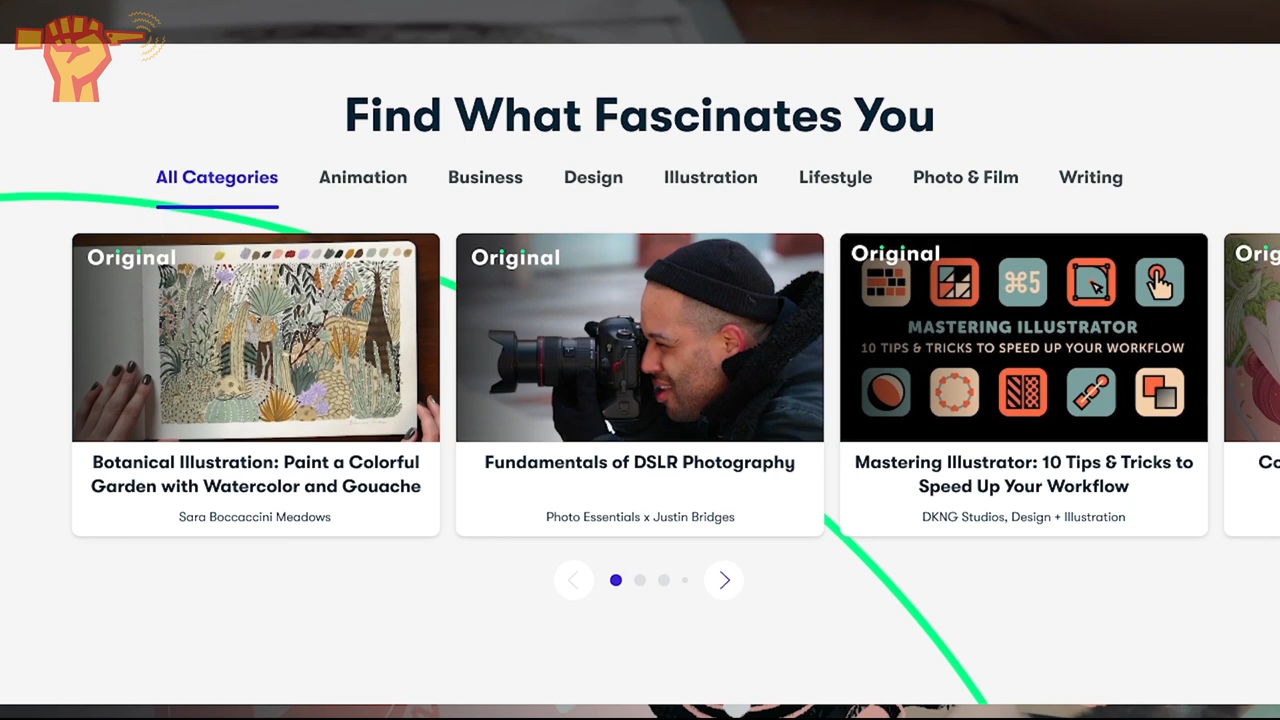 Find What Fascinates You
All Categories Animation Business Design Illustration Lifestyle Photo & Film Writing
Original
Original
Original
Orig
⌘5
MASTERING ILLUSTRATOR
10 TIPS & TRICKS TO SPEED UP YOUR WORKFLOW
Botanical Illustration: Paint a Colorful
Garden with Watercolor and Gouache
Sara Boccaccini Meadows
Fundamentals of DSLR Photography
Photo Essentials x Justin Bridges
Mastering Illustrator: 10 Tips & Tricks to
Speed Up Your Workflow
DKNG Studios, Design + Illustration
Co